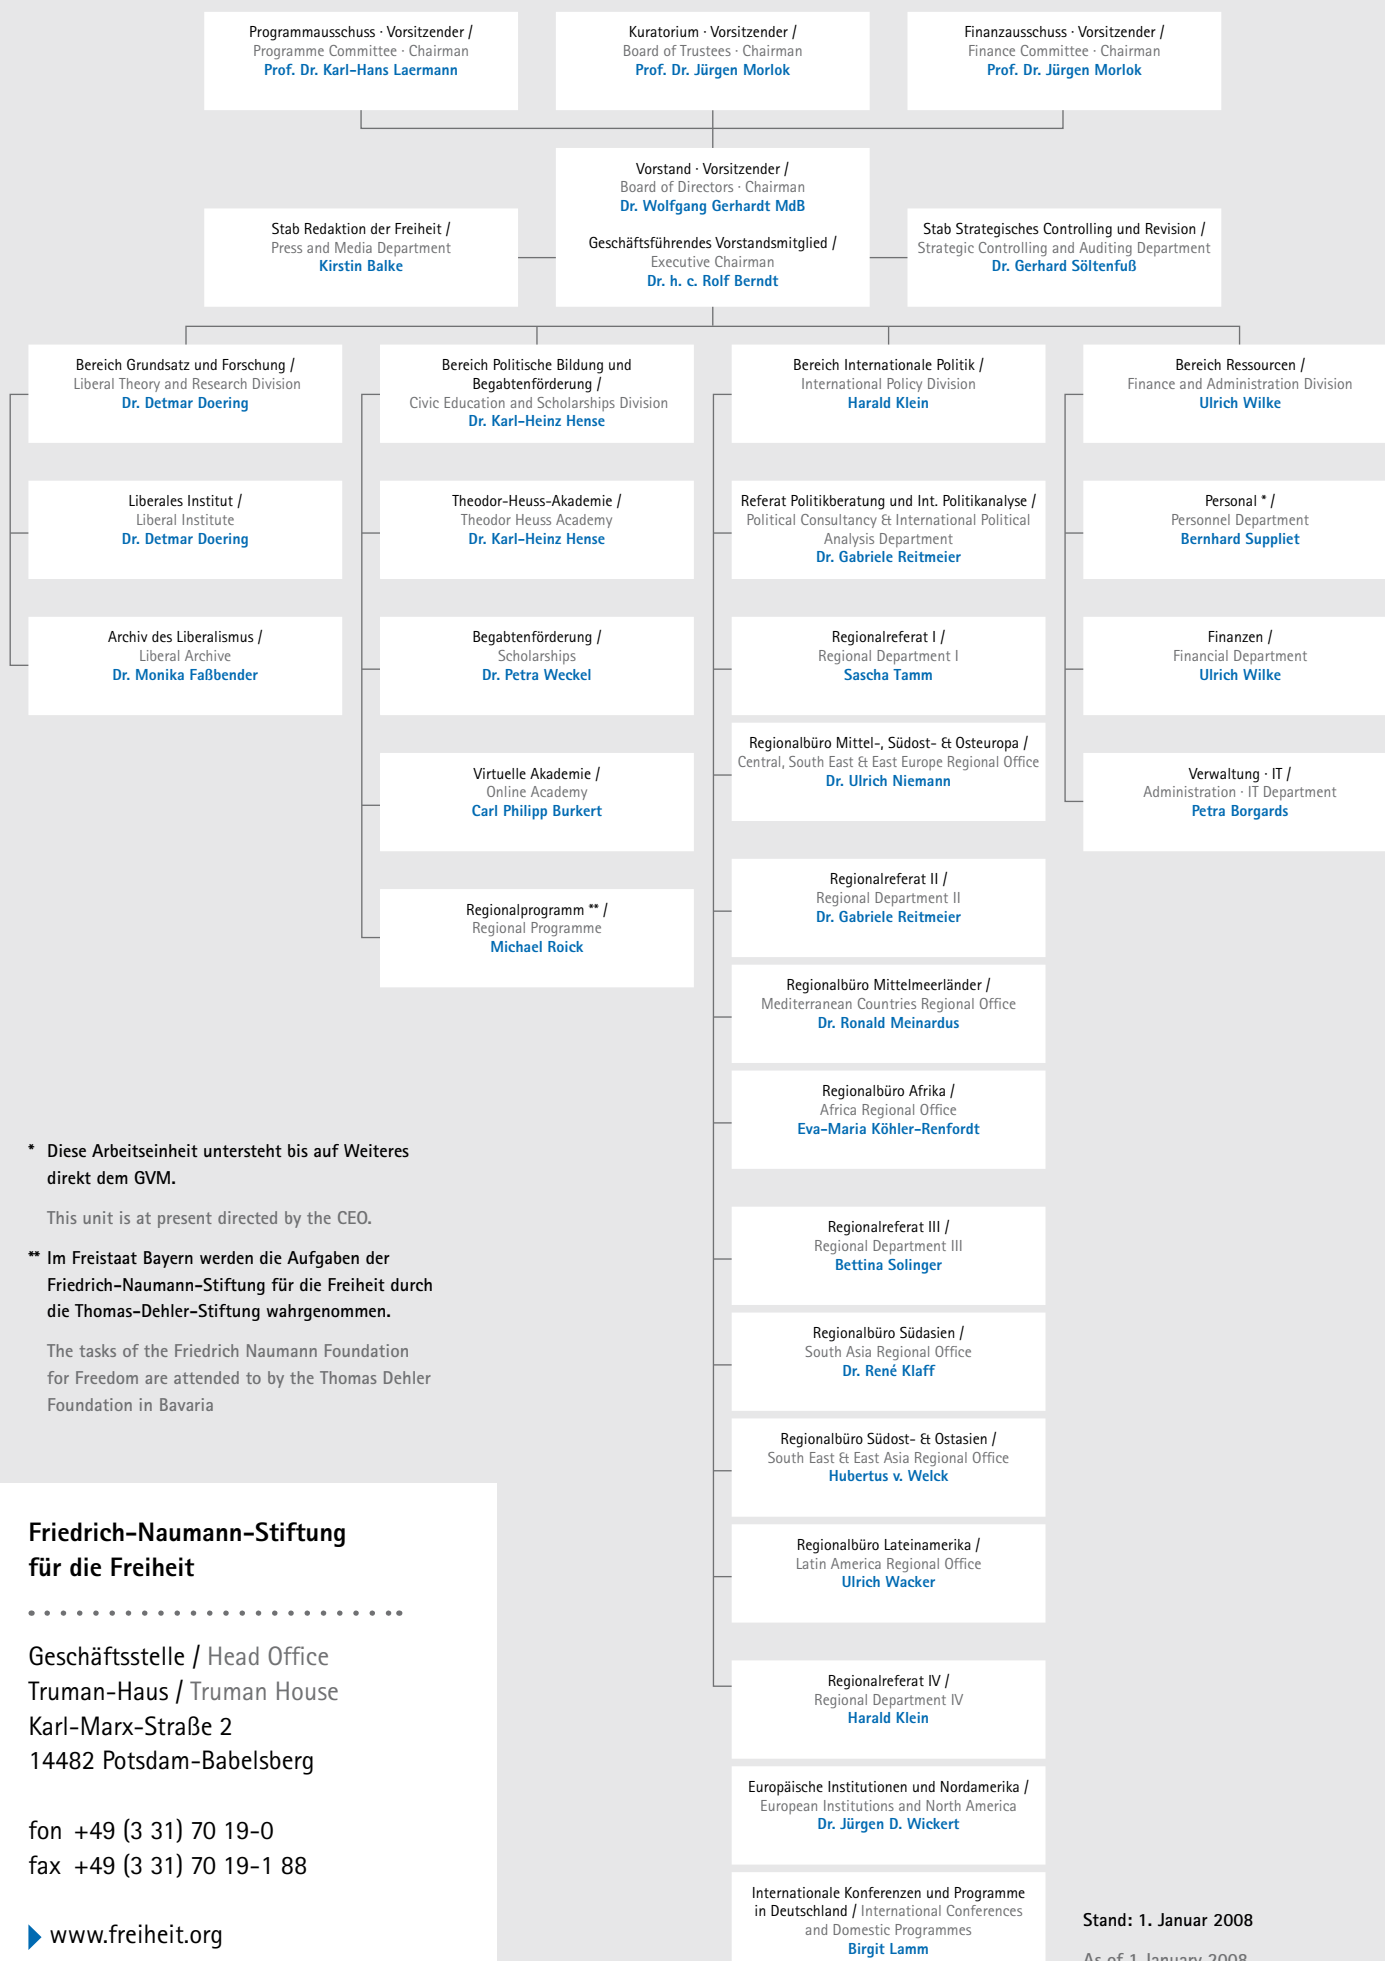 Programmausschuss · Vorsitzender /
Programme Committee · Chairman
Prof. Dr. Karl-Hans Laermann
Kuratorium · Vorsitzender /
Board of Trustees · Chairman
Prof. Dr. Jürgen Morlok
Finanzausschuss · Vorsitzender /
Finance Committee · Chairman
Prof. Dr. Jürgen Morlok
Vorstand · Vorsitzender /
Board of Directors · Chairman
Dr. Wolfgang Gerhardt MdB
Geschäftsführendes Vorstandsmitglied /
Executive Chairman
Dr. h. c. Rolf Berndt
Stab Redaktion der Freiheit /
Press and Media Department
Kirstin Balke
Stab Strategisches Controlling und Revision /
Strategic Controlling and Auditing Department
Dr. Gerhard Söltenfuß
Bereich Grundsatz und Forschung /
Liberal Theory and Research Division
Dr. Detmar Doering
Liberales Institut /
Liberal Institute
Dr. Detmar Doering
Archiv des Liberalismus /
Liberal Archive
Dr. Monika Faßbender
Bereich Politische Bildung und
Begabtenförderung /
Civic Education and Scholarships Division
Dr. Karl-Heinz Hense
Theodor-Heuss-Akademie /
Theodor Heuss Academy
Dr. Karl-Heinz Hense
Begabtenförderung /
Scholarships
Dr. Petra Weckel
Virtuelle Akademie /
Online Academy
Carl Philipp Burkert
Regionalprogramm ** /
Regional Programme
Michael Roick
Bereich Internationale Politik /
International Policy Division
Harald Klein
Referat Politikberatung und Int. Politikanalyse /
Political Consultancy & International Political
Analysis Department
Dr. Gabriele Reitmeier
Regionalreferat I /
Regional Department I
Sascha Tamm
Regionalbüro Mittel-, Südost- & Osteuropa /
Central, South East & East Europe Regional Office
Dr. Ulrich Niemann
Regionalreferat II /
Regional Department II
Dr. Gabriele Reitmeier
Regionalbüro Mittelmeerländer /
Mediterranean Countries Regional Office
Dr. Ronald Meinardus
Regionalbüro Afrika /
Africa Regional Office
Eva-Maria Köhler-Renfordt
Regionalreferat III /
Regional Department III
Bettina Solinger
Regionalbüro Südasien /
South Asia Regional Office
Dr. René Klaff
Regionalbüro Südost- & Ostasien /
South East & East Asia Regional Office
Hubertus v. Welck
Regionalbüro Lateinamerika /
Latin America Regional Office
Ulrich Wacker
Regionalreferat IV /
Regional Department IV
Harald Klein
Europäische Institutionen und Nordamerika /
European Institutions and North America
Dr. Jürgen D. Wickert
Internationale Konferenzen und Programme
in Deutschland / International Conferences
and Domestic Programmes
Birgit Lamm
Bereich Ressourcen /
Finance and Administration Division
Ulrich Wilke
Personal * /
Personnel Department
Bernhard Suppliet
Finanzen /
Financial Department
Ulrich Wilke
Verwaltung · IT /
Administration · IT Department
Petra Borgards
* Diese Arbeitseinheit untersteht bis auf Weiteres
direkt dem GVM.
This unit is at present directed by the CEO.
** Im Freistaat Bayern werden die Aufgaben der
Friedrich-Naumann-Stiftung für die Freiheit durch
die Thomas-Dehler-Stiftung wahrgenommen.
The tasks of the Friedrich Naumann Foundation
for Freedom are attended to by the Thomas Dehler
Foundation in Bavaria
Friedrich-Naumann-Stiftung
für die Freiheit
Geschäftsstelle / Head Office
Truman-Haus / Truman House
Karl-Marx-Straße 2
14482 Potsdam-Babelsberg
fon +49 (3 31) 70 19-0
fax +49 (3 31) 70 19-1 88
www.freiheit.org
Stand: 1. Januar 2008
As of 1 January 2008